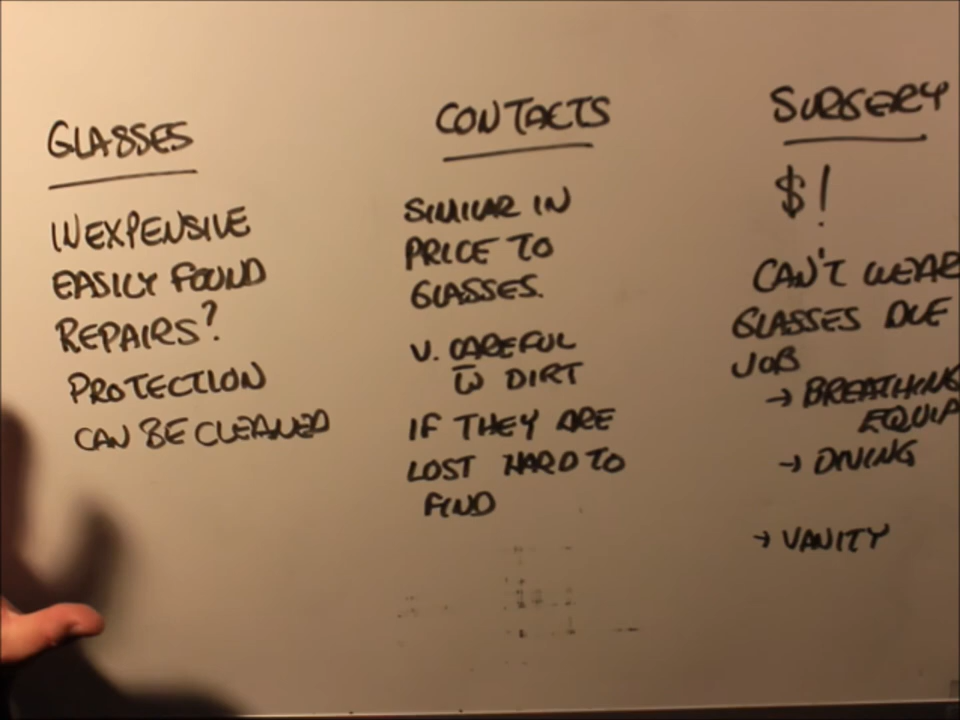 GLASSES
INEXPENSIVE
EASILY FOUND
REPAIRS?
PROTECTION
CAN BE CLEANED
CONTACTS
SIMILAR IN
PRICE TO
GLASSES.
V. CAREFUL
W DIRT
IF THEY ARE
LOST HARD TO
FIND
SURGERY
$!
CAN'T WEAR
GLASSES DUE
JOB
→ BREATHING
EQUIP
→ DIVING
→ VANITY